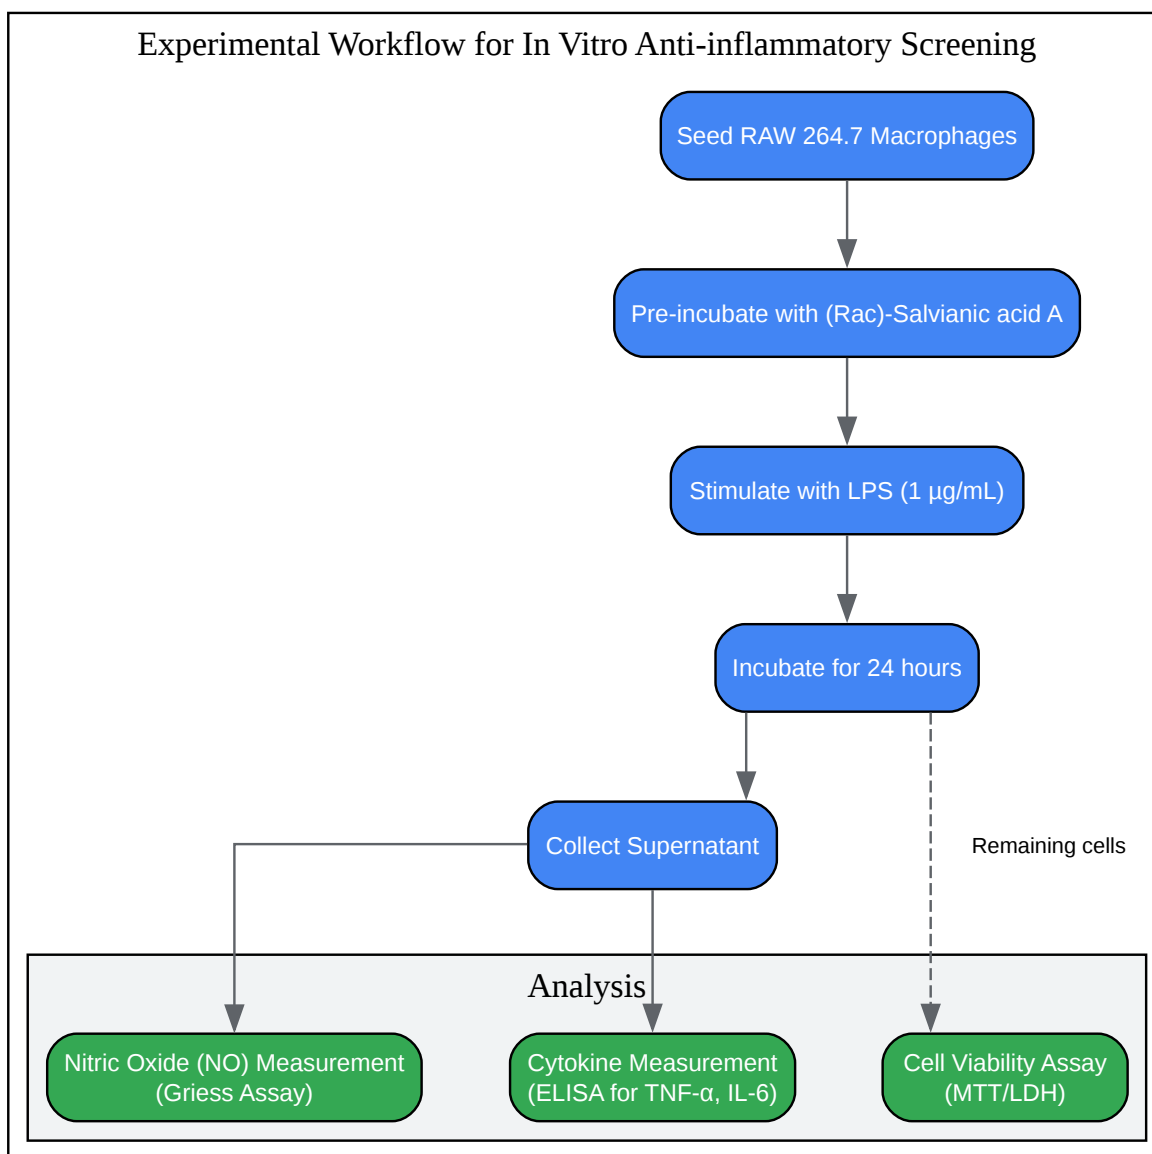 Experimental Workflow for In Vitro Anti-inflammatory Screening
Seed RAW 264.7 Macrophages
Pre-incubate with (Rac)-Salvianic acid A
Stimulate with LPS (1 µg/mL)
Incubate for 24 hours
Collect Supernatant
Remaining cells
Analysis
Nitric Oxide (NO) Measurement
(Griess Assay)
Cytokine Measurement
(ELISA for TNF-α, IL-6)
Cell Viability Assay
(MTT/LDH)